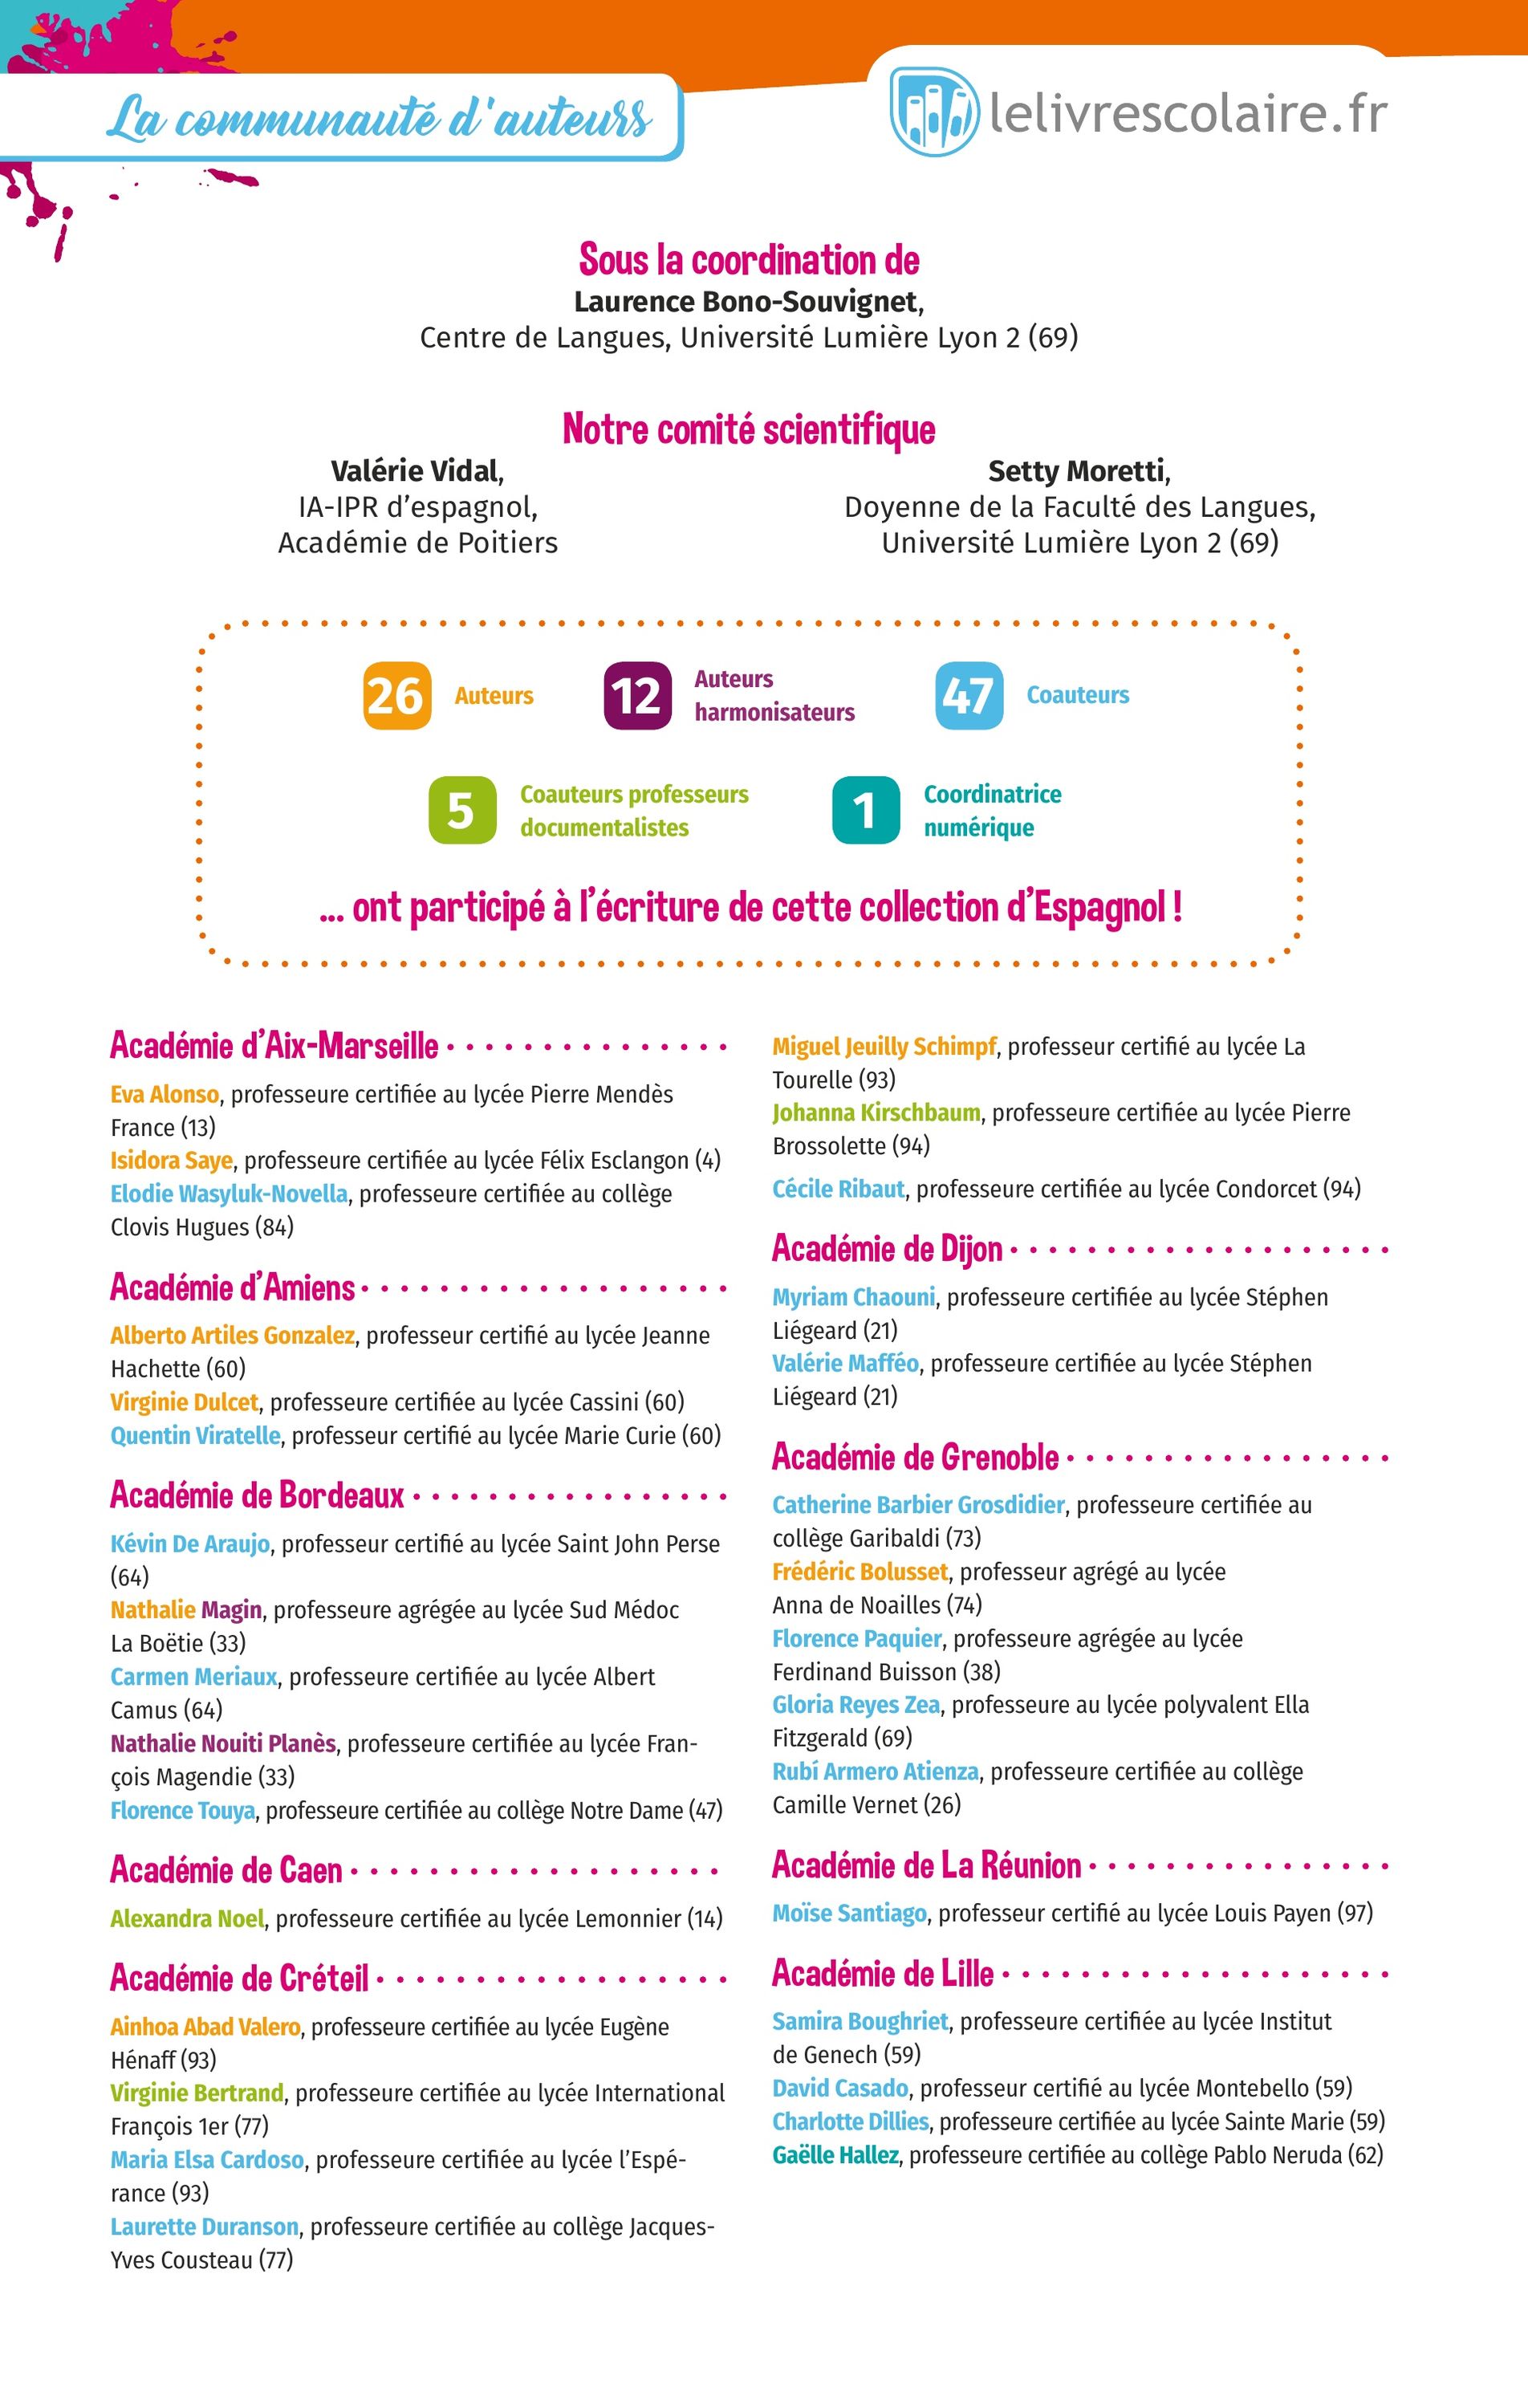 La communauté d'auteurs
lelivrescolaire.fr
Sous la coordination de
Laurence Bono-Souvignet,
Centre de Langues, Université Lumière Lyon 2 (69)
Notre comité scientifique
Valérie Vidal,
IA-IPR d’espagnol,
Académie de Poitiers
Setty Moretti,
Doyenne de la Faculté des Langues,
Université Lumière Lyon 2 (69)
26 Auteurs
12 Auteurs
harmonisateurs
47 Coauteurs
5 Coauteurs professeurs
documentalistes
1 Coordinatrice
numérique
... ont participé à l’écriture de cette collection d’Espagnol !
Académie d’Aix-Marseille
Eva Alonso, professeure certifiée au lycée Pierre Mendès
France (13)
Isidora Saye, professeure certifiée au lycée Félix Esclangon (4)
Elodie Wasyluk-Novella, professeure certifiée au collège
Clovis Hugues (84)
Académie d’Amiens
Alberto Artiles Gonzalez, professeur certifié au lycée Jeanne
Hachette (60)
Virginie Dulcet, professeure certifiée au lycée Cassini (60)
Quentin Viratelle, professeur certifié au lycée Marie Curie (60)
Académie de Bordeaux
Kévin De Araujo, professeur certifié au lycée Saint John Perse
(64)
Nathalie Magin, professeure agrégée au lycée Sud Médoc
La Boëtie (33)
Carmen Meriaux, professeure certifiée au lycée Albert
Camus (64)
Nathalie Nouiti Planès, professeure certifiée au lycée Fran-
çois Magendie (33)
Florence Touya, professeure certifiée au collège Notre Dame (47)
Académie de Caen
Alexandra Noel, professeure certifiée au lycée Lemonnier (14)
Académie de Créteil
Ainhoa Abad Valero, professeure certifiée au lycée Eugène
Hénaff (93)
Virginie Bertrand, professeure certifiée au lycée International
François 1er (77)
Maria Elsa Cardoso, professeure certifiée au lycée l’Espé-
rance (93)
Laurette Duranson, professeure certifiée au collège Jacques-
Yves Cousteau (77)
Miguel Jeuilly Schimpf, professeur certifié au lycée La
Tourelle (93)
Johanna Kirschbaum, professeure certifiée au lycée Pierre
Brossolette (94)
Cécile Ribaut, professeure certifiée au lycée Condorcet (94)
Académie de Dijon
Myriam Chaouni, professeure certifiée au lycée Stéphen
Liégeard (21)
Valérie Mafféo, professeure certifiée au lycée Stéphen
Liégeard (21)
Académie de Grenoble
Catherine Barbier Grosdidier, professeure certifiée au
collège Garibaldi (73)
Frédéric Bolusset, professeur agrégé au lycée
Anna de Noailles (74)
Florence Paquier, professeure agrégée au lycée
Ferdinand Buisson (38)
Gloria Reyes Zea, professeure au lycée polyvalent Ella
Fitzgerald (69)
Rubí Armero Atienza, professeure certifiée au collège
Camille Vernet (26)
Académie de La Réunion
Moïse Santiago, professeur certifié au lycée Louis Payen (97)
Académie de Lille
Samira Boughriet, professeure certifiée au lycée Institut
de Genech (59)
David Casado, professeur certifié au lycée Montebello (59)
Charlotte Dillies, professeure certifiée au lycée Sainte Marie (59)
Gaëlle Hallez, professeure certifiée au collège Pablo Neruda (62)